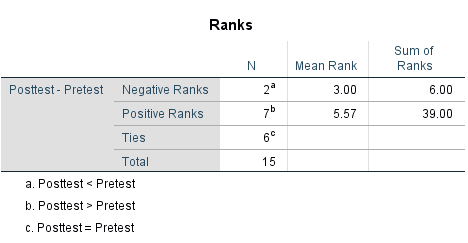 Ranks
N Mean Rank Sum of Ranks
Posttest - Pretest Negative Ranks 2a 3.00 6.00
Positive Ranks 7b 5.57 39.00
Ties 6c
Total 15
a. Posttest < Pretest
b. Posttest > Pretest
c. Posttest = Pretest